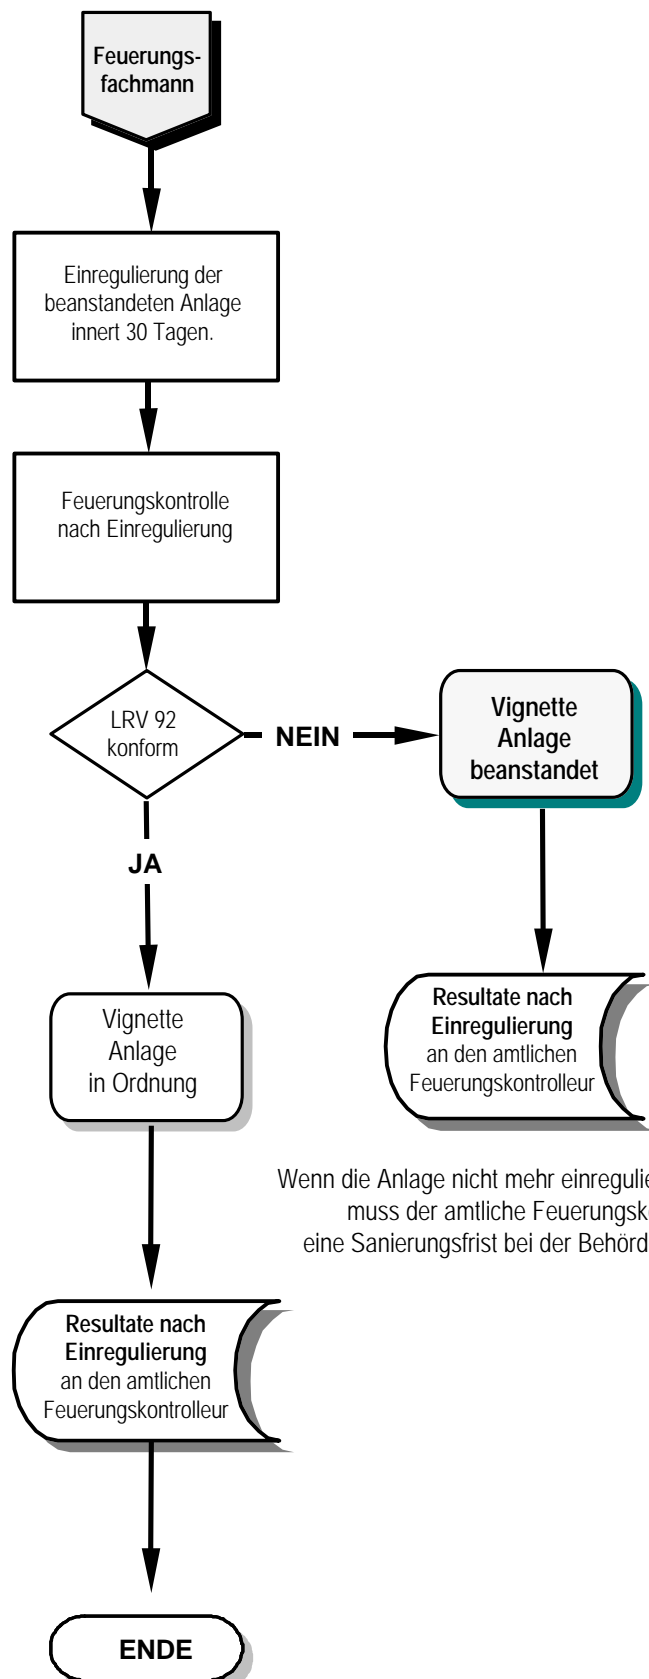 Feuerungs-
fachmann
Einregulierung der
beanstandeten Anlage
innert 30 Tagen.
Feuerungskontrolle
nach Einregulierung
LRV 92
konform
NEIN
Vignette
Anlage
beanstandet
JA
Vignette
Anlage
in Ordnung
Resultate nach
Einregulierung
an den amtlichen
Feuerungskontrolleur
Wenn die Anlage nicht mehr
muss der amtliche
eine Sanierungsfrist bei der
Resultate nach
Einregulierung
an den amtlichen
Feuerungskontrolleur
ENDE